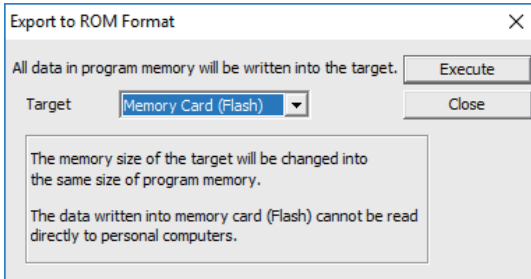 Export to ROM Format
All data in program memory will be written into the target.
Execute
Target
Memory Card (Flash)
Close
The memory size of the target will be changed into
the same size of program memory.
The data written into memory card (Flash) cannot be read
directly to personal computers.